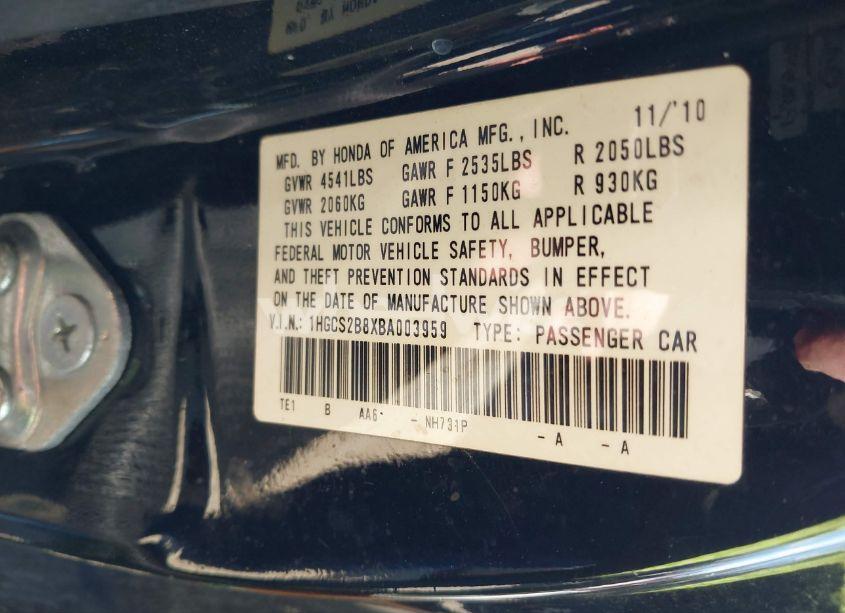 MFD. BY HONDA OF AMERICA MFG., INC. 11/'10
GVWR 4541LBS GAWR F 2535LBS R 2050LBS
GVWR 2060KG GAWR F 1150KG R 930KG
THIS VEHICLE CONFORMS TO ALL APPLICABLE
FEDERAL MOTOR VEHICLE SAFETY, BUMPER,
AND THEFT PREVENTION STANDARDS IN EFFECT
ON THE DATE OF MANUFACTURE SHOWN ABOVE.
V.I.N.: 1HGCS2B8XBA003959 TYPE: PASSENGER CAR
TE1 B AA6 - NH731P - A - A